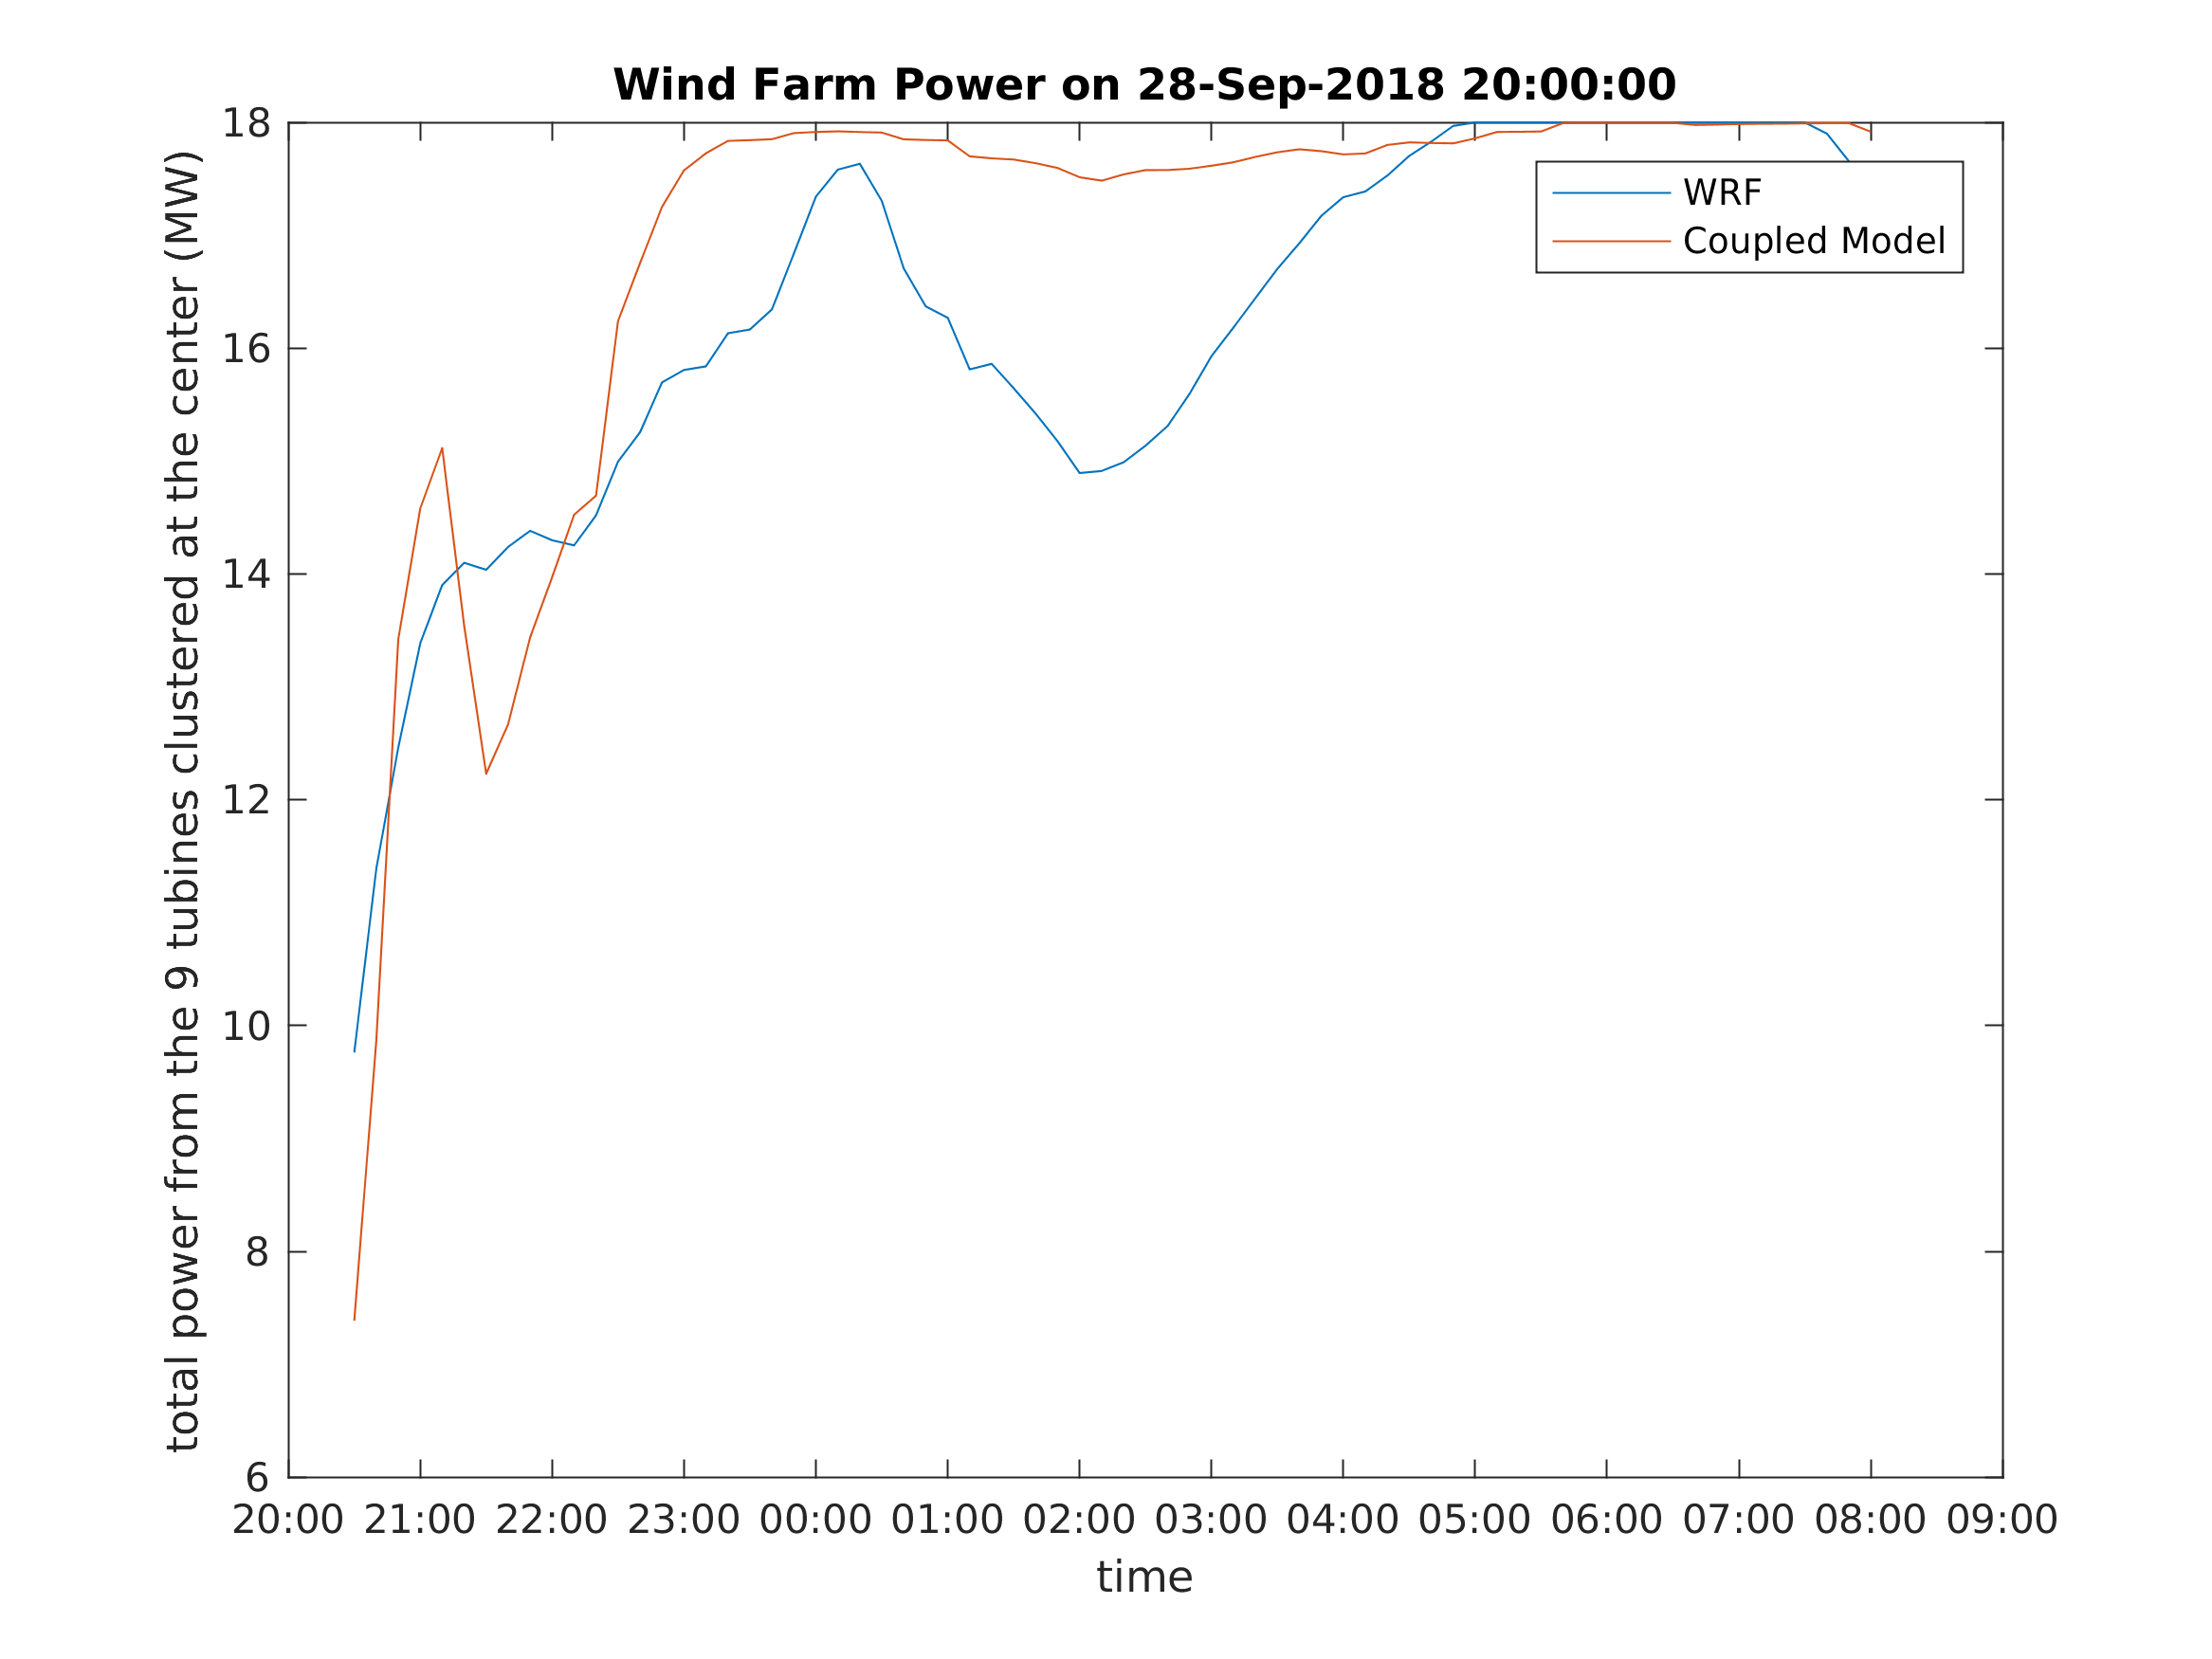 Wind Farm Power on 28-Sep-2018 20:00:00
total power from the 9 tubines clustered at the center (MW)
18
16
14
12
10
8
6
WRF
Coupled Model
20:00 21:00 22:00 23:00 00:00 01:00 02:00 03:00 04:00 05:00 06:00 07:00 08:00 09:00
time